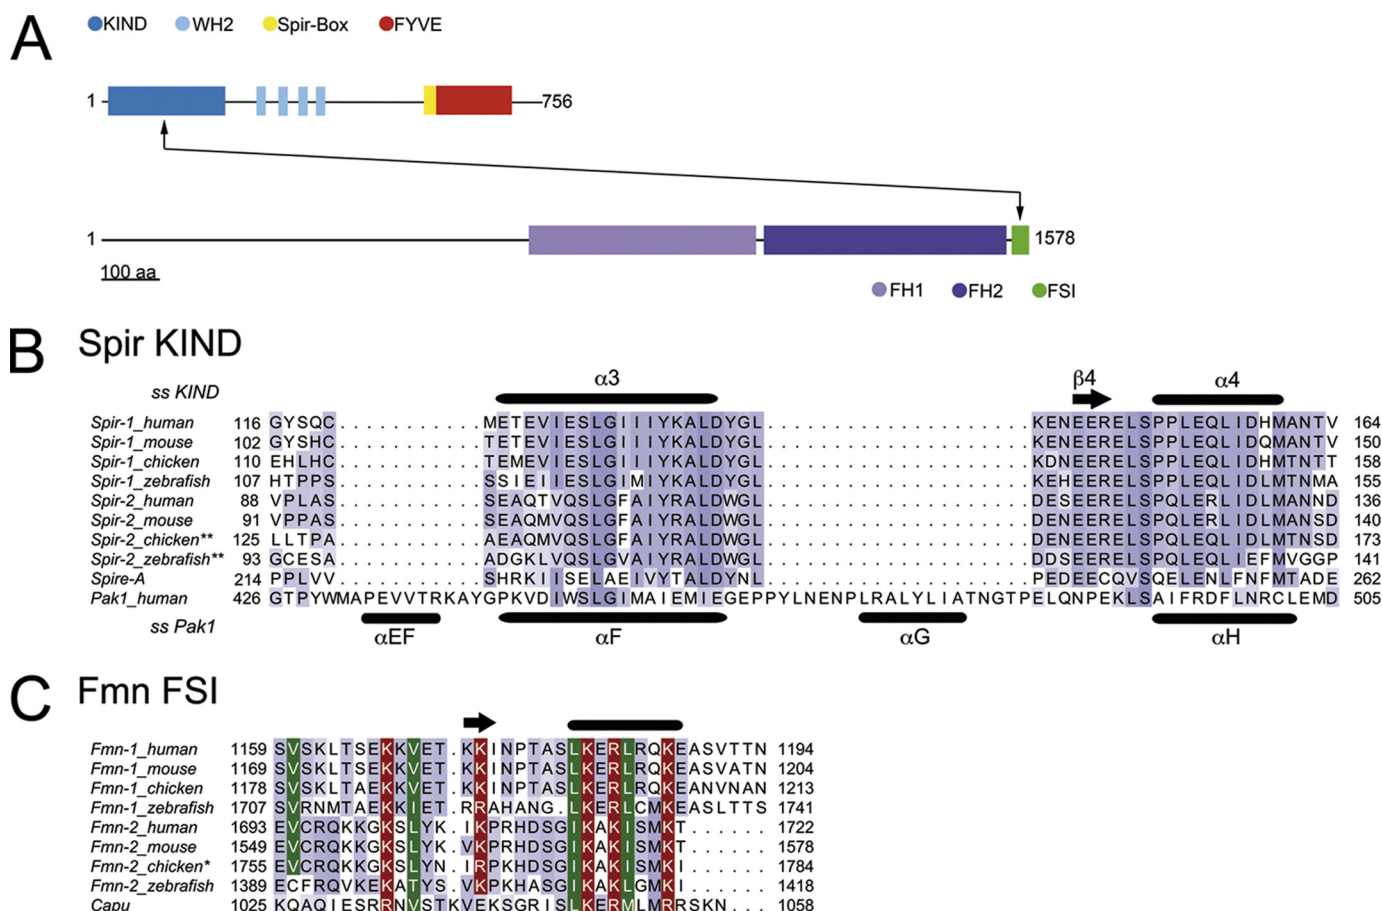 A
KIND WH2 Spir-Box FYVE
1 756
1 1578
100 aa
FH1 FH2 FSI
B Spir KIND
ss KIND α3 β4 α4
Spir-1_human 116 GYSQC...........METEVIESLGIIIYKALDYGL....................KENEERELSPPLEQLIDHMANTV 164
Spir-1_mouse 102 GYSHC...........TETEVIESLGIIIYKALDYGL....................KENEERELSPPLEQLIDQMANTV 150
Spir-1_chicken 110 EHLHC...........TEMEVIESLGIIIYKALDYGL....................KDNEERELSPPLEQLIDHMTNTT 158
Spir-1_zebrafish 107 HTPPS...........SSIEIIESLGIMIYKALDYGL....................KEHEERELSPPLEQLIDLMTNMA 155
Spir-2_human 88 VPLAS...........SEAQTVQSLGFAIYRALDWGL....................DESEERELSPQLERLIDLMANND 136
Spir-2_mouse 91 VPPAS...........SEAQMVQSLGFAIYRALDWGL....................DENEERELSPQLERLIDLMANSD 140
Spir-2_chicken** 125 LLTPA...........AEAQMVQSLGFAIYRALDWGL....................DENEERELSPQLEQLIDLMTNSD 173
Spir-2_zebrafish** 93 GCESA...........ADGKLVQSLGVAIYRALDWGL....................DDSEERELSPQLEQLIEFMVGGP 141
Spire-A 214 PPLVV...........SHRKIISELAEIVYTALDYNL....................PEDEECQVSQELENLFNFMTADE 262
Pak1_human 426 GTPYWMAPEVVTRKAYGPKVDIWSLGIMAIEMIEGEPPYLNENPLRALYLIATNGTPELQNPEKLSAIFRDFLNRCLEMD 505
ss Pak1 αEF αF αG αH
C Fmn FSI
Fmn-1_human 1159 SVSKLTSEKKVET.KKINPTASLKERLRQKEASVTTN 1194
Fmn-1_mouse 1169 SVSKLTSEKKVET.KKINPTASLKERLRQKEASVATN 1204
Fmn-1_chicken 1178 SVSKLTAEKKVET.KKINPTASLKERLRQKEANVNAN 1213
Fmn-1_zebrafish 1707 SVRNMTAEKKIET.RRAHANG.LKERLCMKEASLTTS 1741
Fmn-2_human 1693 EVCRQKKGKSLYK.IKPRHDSGIKAKISMKT...... 1722
Fmn-2_mouse 1549 EVCRQKKGKSLYK.VKPRHDSGIKAKISMKT...... 1578
Fmn-2_chicken* 1755 EVCRQKKGKSLYN.IRPKHDSGIKAKISMKI...... 1784
Fmn-2_zebrafish 1389 ECFRQVKEKATYS.VKPKHASGIKAKLGMKI...... 1418
Capu 1025 KQAQIESRRNVSTKVEKSGRISLKERMLMRRSKN... 1058